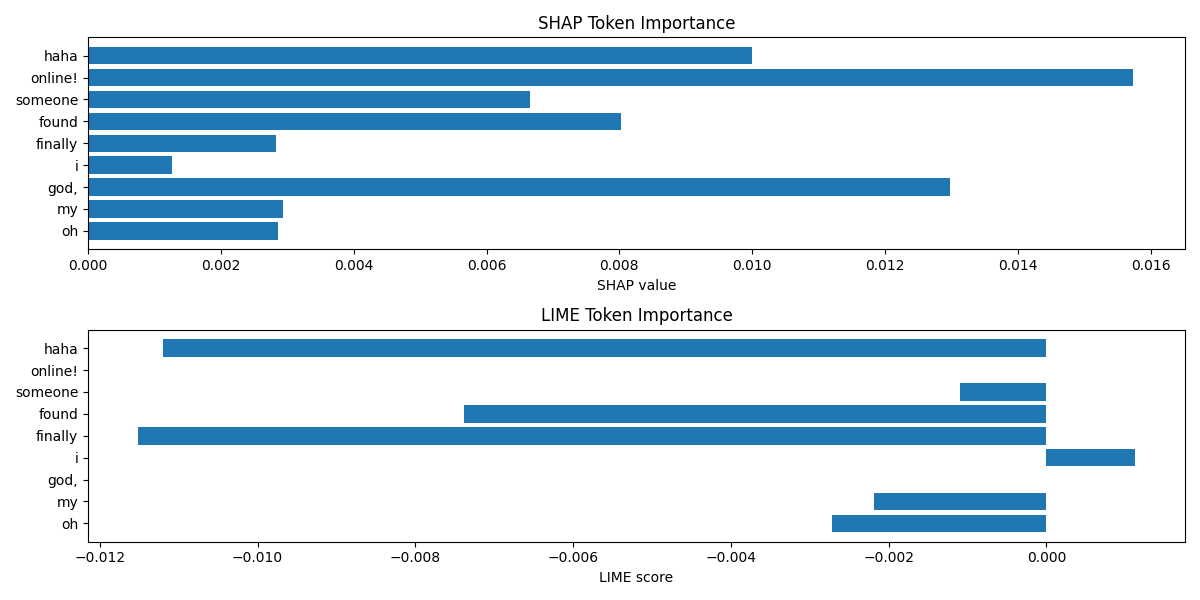 SHAP Token Importance
haha
online!
someone
found
finally
i
god,
my
oh
0.000 0.002 0.004 0.006 0.008 0.010 0.012 0.014 0.016
SHAP value
LIME Token Importance
haha
online!
someone
found
finally
i
god,
my
oh
−0.012 −0.010 −0.008 −0.006 −0.004 −0.002 0.000
LIME score